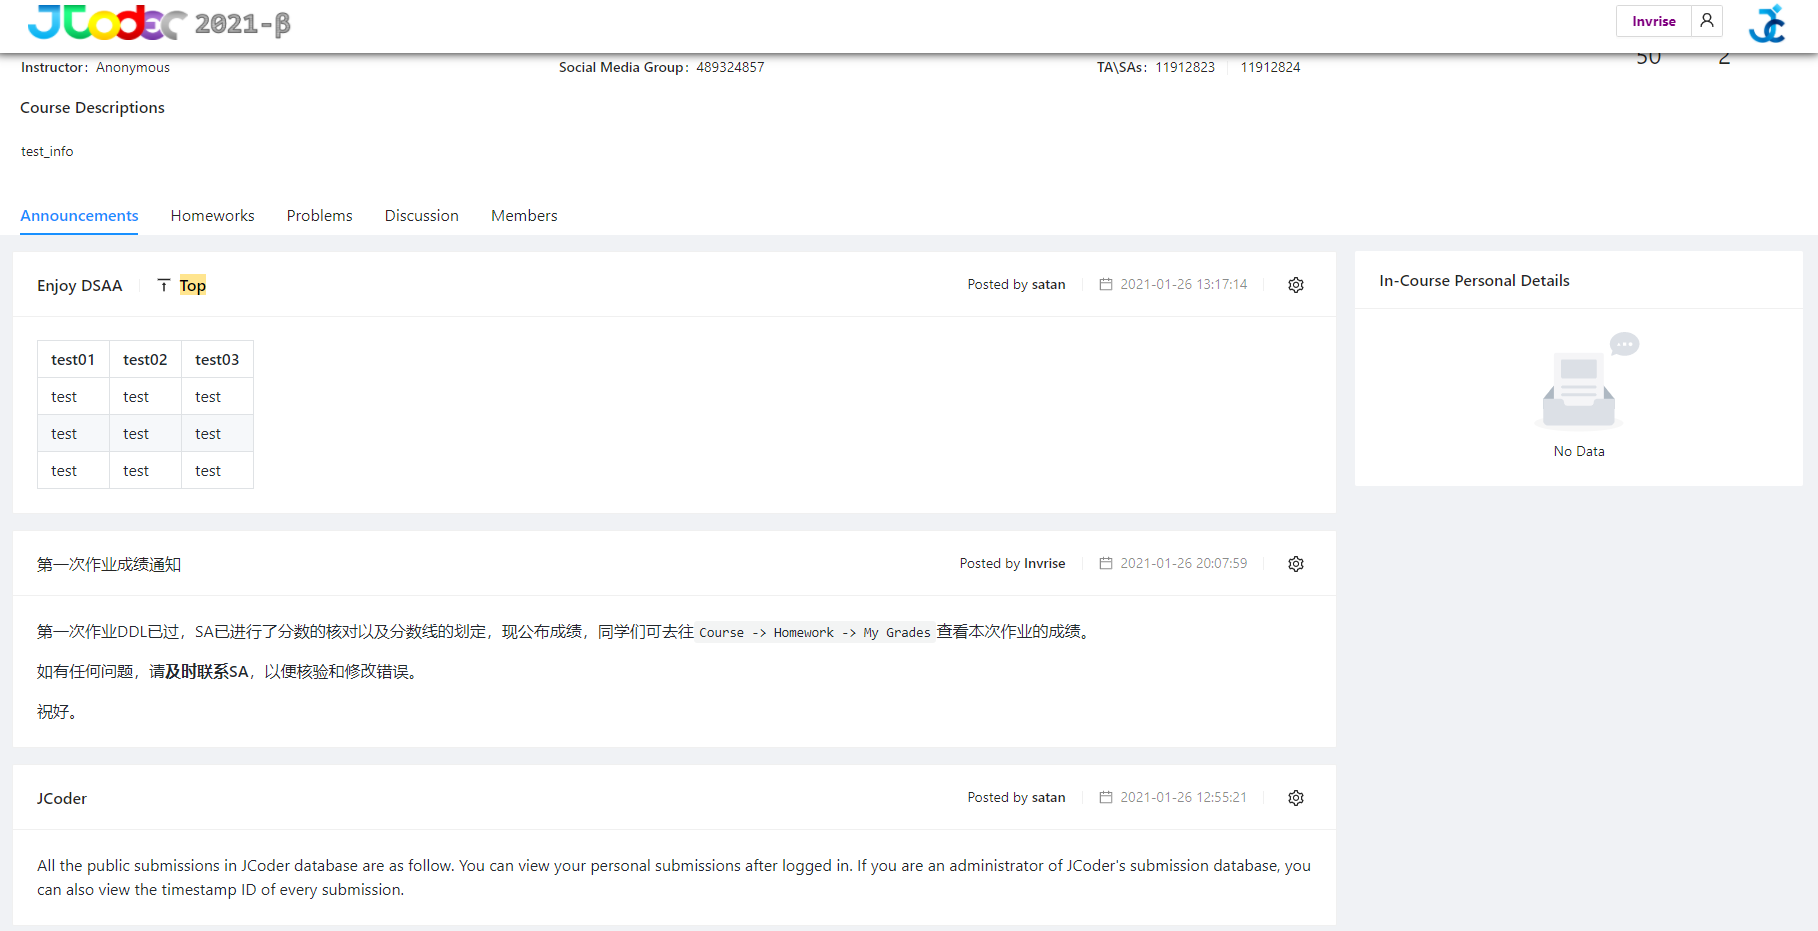 JCoder 2021-β
Invrise
Instructor: Anonymous
Social Media Group: 489324857
TA\SAs: 11912823 11912824
50 2
Course Descriptions
test_info
Announcements Homeworks Problems Discussion Members
Enjoy DSAA Top
Posted by satan 2021-01-26 13:17:14
test01 test02 test03
test test test
test test test
test test test
In-Course Personal Details
No Data
第一次作业成绩通知
Posted by Invrise 2021-01-26 20:07:59
第一次作业DDL已过，SA已进行了分数的核对以及分数线的划定，现公布成绩，同学们可去往 Course -> Homework -> My Grades 查看本次作业的成绩。
如有任何问题，请及时联系SA，以便核验和修改错误。
祝好。
JCoder
Posted by satan 2021-01-26 12:55:21
All the public submissions in JCoder database are as follow. You can view your personal submissions after logged in. If you are an administrator of JCoder's submission database, you
can also view the timestamp ID of every submission.